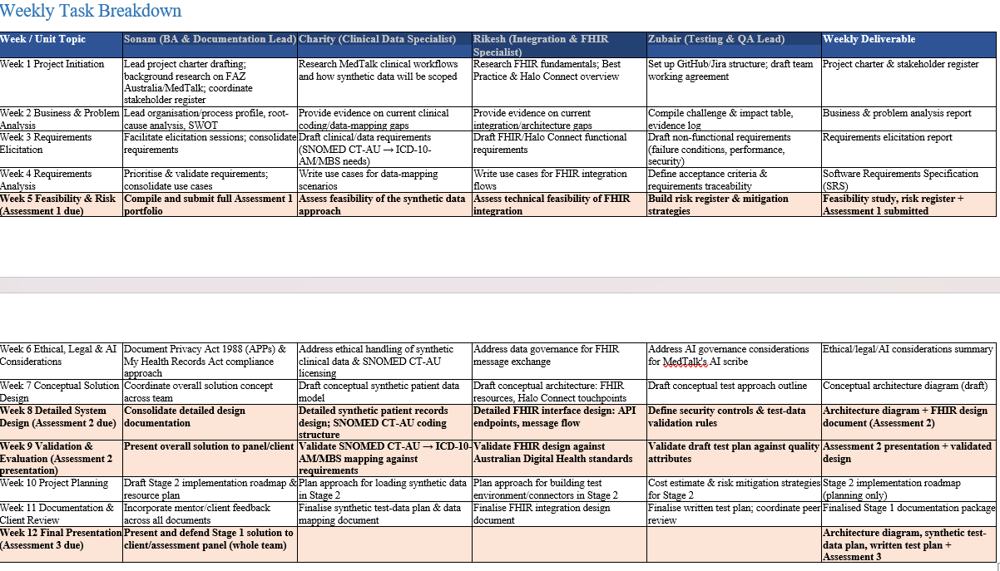 Weekly Task Breakdown
Week / Unit Topic
Sonam (BA & Documentation Lead)
Charity (Clinical Data Specialist)
Rikesh (Integration & FHIR
Specialist)
Zubair (Testing & QA Lead)
Weekly Deliverable
Week 1 Project Initiation
Lead project charter drafting;
background research on FAZ
Australia/MedTalk; coordinate
stakeholder register
Research MedTalk clinical workflows
and how synthetic data will be scoped
Research FHIR fundamentals; Best
Practice & Halo Connect overview
Set up GitHub/Jira structure; draft team
working agreement
Project charter & stakeholder register
Week 2 Business & Problem
Analysis
Lead organisation/process profile, root-
cause analysis, SWOT
Provide evidence on current clinical
coding/data-mapping gaps
Provide evidence on current
integration/architecture gaps
Compile challenge & impact table,
evidence log
Business & problem analysis report
Week 3 Requirements
Elicitation
Facilitate elicitation sessions; consolidate
requirements
Draft clinical/data requirements
(SNOMED CT-AU → ICD-10-
AM/MBS needs)
Draft FHIR/Halo Connect functional
requirements
Draft non-functional requirements
(failure conditions, performance,
security)
Requirements elicitation report
Week 4 Requirements
Analysis
Prioritise & validate requirements;
consolidate use cases
Write use cases for data-mapping
scenarios
Write use cases for FHIR integration
flows
Define acceptance criteria &
requirements traceability
Software Requirements Specification
(SRS)
Week 5 Feasibility & Risk
(Assessment 1 due)
Compile and submit full Assessment 1
portfolio
Assess feasibility of the synthetic data
approach
Assess technical feasibility of FHIR
integration
Build risk register & mitigation
strategies
Feasibility study, risk register +
Assessment 1 submitted
Week 6 Ethical, Legal & AI
Considerations
Document Privacy Act 1988 (APPs) &
My Health Records Act compliance
approach
Address ethical handling of synthetic
clinical data & SNOMED CT-AU
licensing
Address data governance for FHIR
message exchange
Address AI governance considerations
for MedTalk's AI scribe
Ethical/legal/AI considerations summary
Week 7 Conceptual Solution
Design
Coordinate overall solution concept
across team
Draft conceptual synthetic patient data
model
Draft conceptual architecture: FHIR
resources, Halo Connect touchpoints
Draft conceptual test approach outline
Conceptual architecture diagram (draft)
Week 8 Detailed System
Design (Assessment 2 due)
Consolidate detailed design
documentation
Detailed synthetic patient records
design; SNOMED CT-AU coding
structure
Detailed FHIR interface design: API
endpoints, message flow
Define security controls & test-data
validation rules
Architecture diagram + FHIR design
document (Assessment 2)
Week 9 Validation &
Evaluation (Assessment 2
presentation)
Present overall solution to panel/client
Validate SNOMED CT-AU → ICD-10-
AM/MBS mapping against
requirements
Validate FHIR design against
Australian Digital Health standards
Validate draft test plan against quality
attributes
Assessment 2 presentation + validated
design
Week 10 Project Planning
Draft Stage 2 implementation roadmap &
resource plan
Plan approach for loading synthetic data
in Stage 2
Plan approach for building test
environment/connectors in Stage 2
Cost estimate & risk mitigation strategies
for Stage 2
Stage 2 implementation roadmap
(planning only)
Week 11 Documentation &
Client Review
Incorporate mentor/client feedback
across all documents
Finalise synthetic test-data plan & data
mapping document
Finalise FHIR integration design
document
Finalise written test plan; coordinate peer
review
Finalised Stage 1 documentation package
Week 12 Final Presentation
(Assessment 3 due)
Present and defend Stage 1 solution to
client/assessment panel (whole team)
Architecture diagram, synthetic test-
data plan, written test plan +
Assessment 3